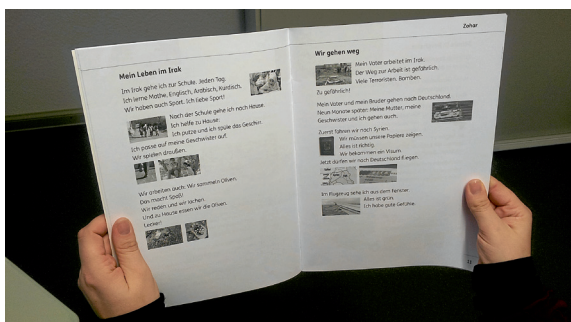 Mein Leben im Irak
Im Irak gehe ich zur Schule. Jeden Tag.
Ich lerne Mathe, Englisch, Arabisch, Kurdisch.
Wir haben auch Sport. Ich liebe Sport!
Nach der Schule gehe ich nach Hause.
Ich helfe zu Hause:
Ich putze und ich spüle das Geschirr.
Ich passe auf meine Geschwister auf.
Wir spielen draußen.
Wir arbeiten auch: Wir sammeln Oliven.
Das macht Spaß!
Wir reden und wir lachen.
Und zu Hause essen wir die Oliven.
Lecker!
Zohar
Wir gehen weg
Mein Vater arbeitet im Irak.
Der Weg zur Arbeit ist gefährlich.
Viele Terroristen. Bomben.
Zu gefährlich!
Mein Vater und mein Bruder gehen nach Deutschland.
Neun Monate später: Meine Mutter, meine
Geschwister und ich gehen auch.
Zuerst fahren wir nach Syrien.
Wir müssen unsere Papiere zeigen.
Alles ist richtig.
Wir bekommen ein Visum.
Jetzt dürfen wir nach Deutschland fliegen.
Im Flugzeug sehe ich aus dem Fenster.
Alles ist grün.
Ich habe gute Gefühle.